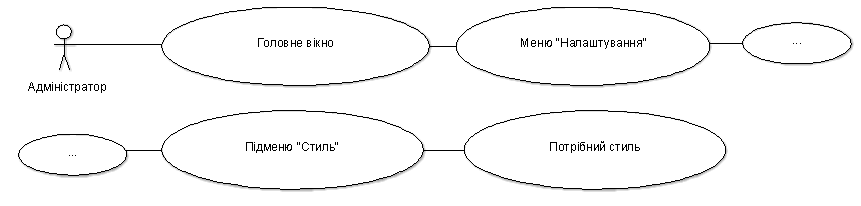 Головне вікно
Меню "Налаштування"
...
Адміністратор
...
Підменю "Стиль"
Потрібний стиль